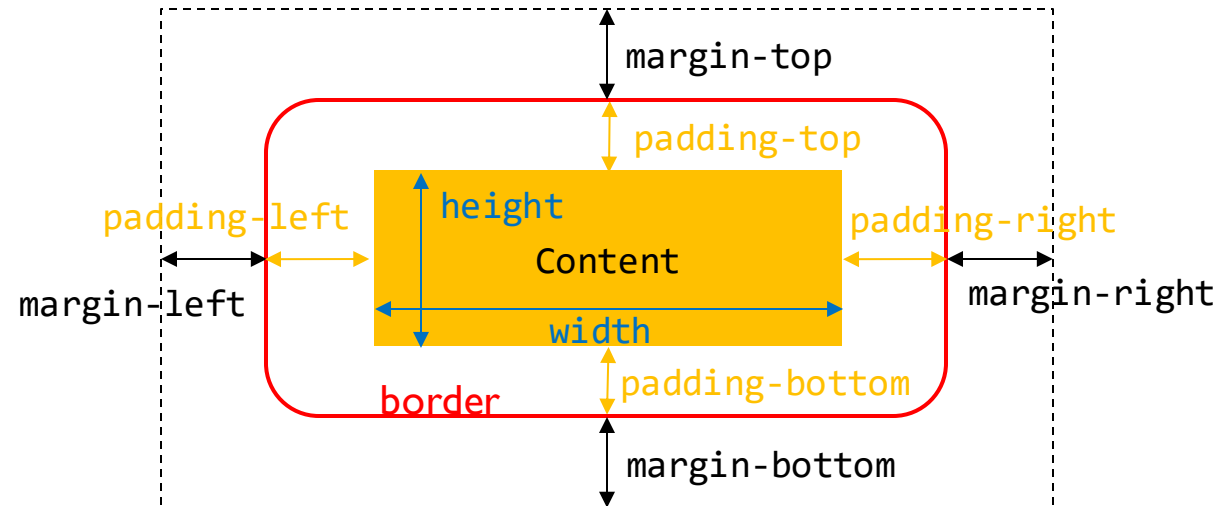 margin-top
padding-top
height
padding-left
padding-right
Content
margin-left
margin-right
width
padding-bottom
border
margin-bottom